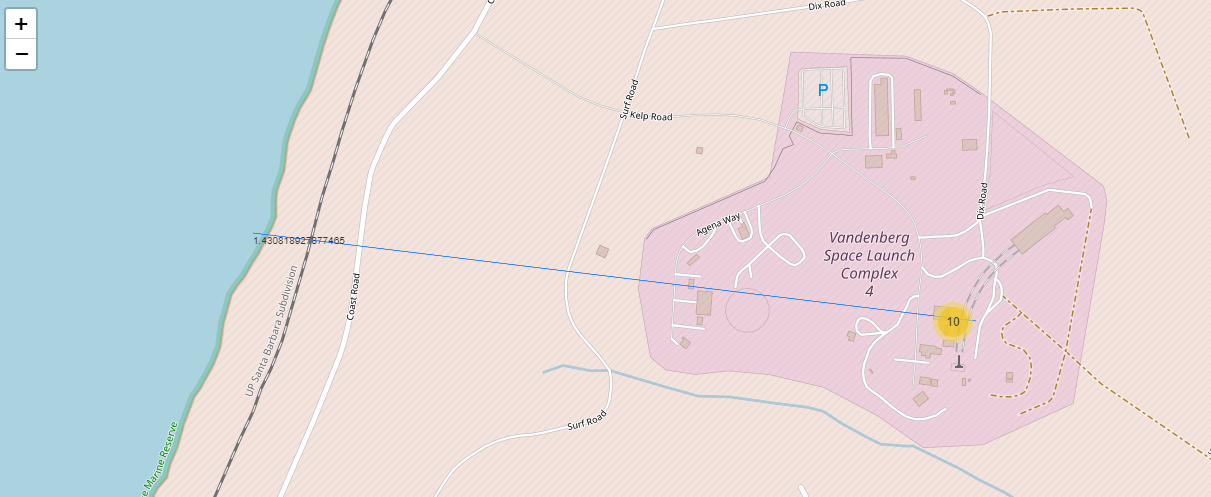 +
−
Dix Road
P
Surf Road
S Kelp Road
Dix Road
Agena Way
Vandenberg
Space Launch
Complex
4
1.430818927877465
Coast Road
10
UP Santa Barbara Subdivision
Surf Road
e Marine Reserve